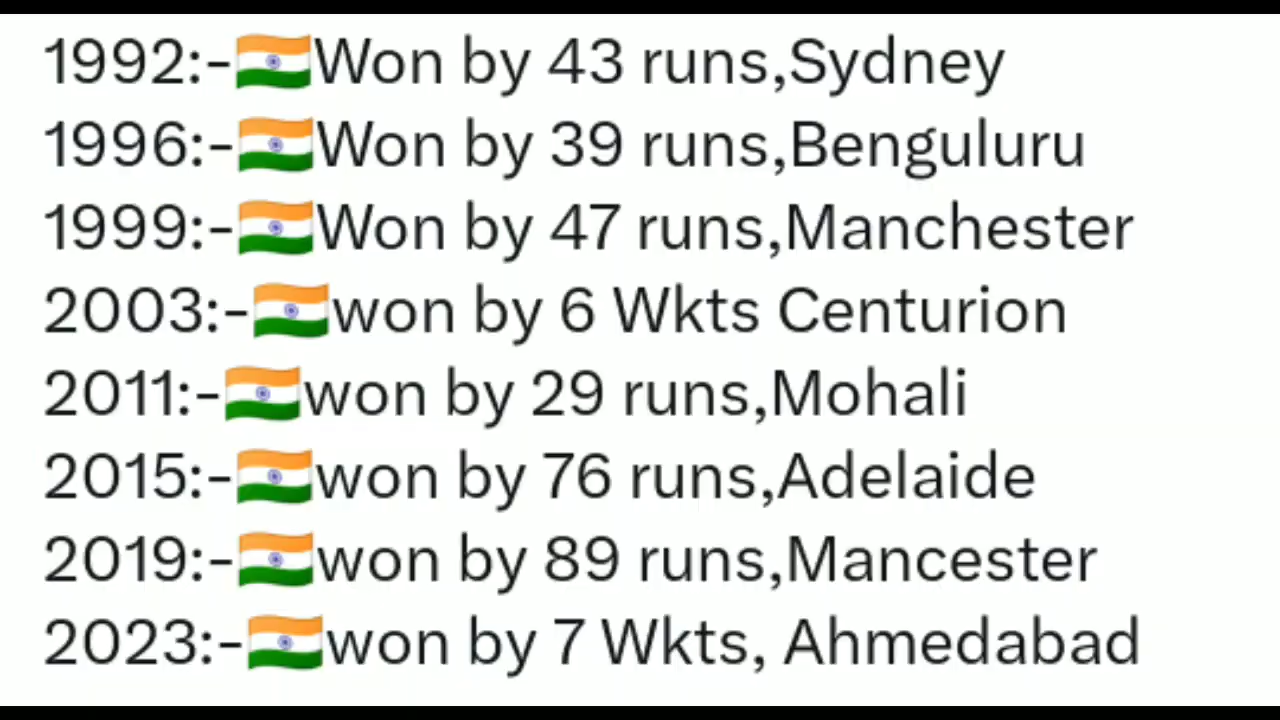 1992:-🇮🇳Won by 43 runs,Sydney
1996:-🇮🇳Won by 39 runs,Benguluru
1999:-🇮🇳Won by 47 runs,Manchester
2003:-🇮🇳won by 6 Wkts Centurion
2011:-🇮🇳won by 29 runs,Mohali
2015:-🇮🇳won by 76 runs,Adelaide
2019:-🇮🇳won by 89 runs,Mancester
2023:-🇮🇳won by 7 Wkts, Ahmedabad